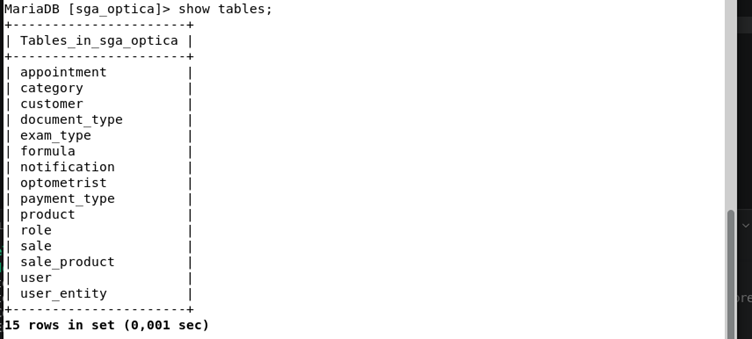 MariaDB [sga_optica]> show tables;
+----------------------+
| Tables_in_sga_optica |
+----------------------+
| appointment          |
| category             |
| customer             |
| document_type        |
| exam_type            |
| formula              |
| notification         |
| optometrist          |
| payment_type         |
| product              |
| role                 |
| sale                 |
| sale_product         |
| user                 |
| user_entity          |
+----------------------+
15 rows in set (0,001 sec)